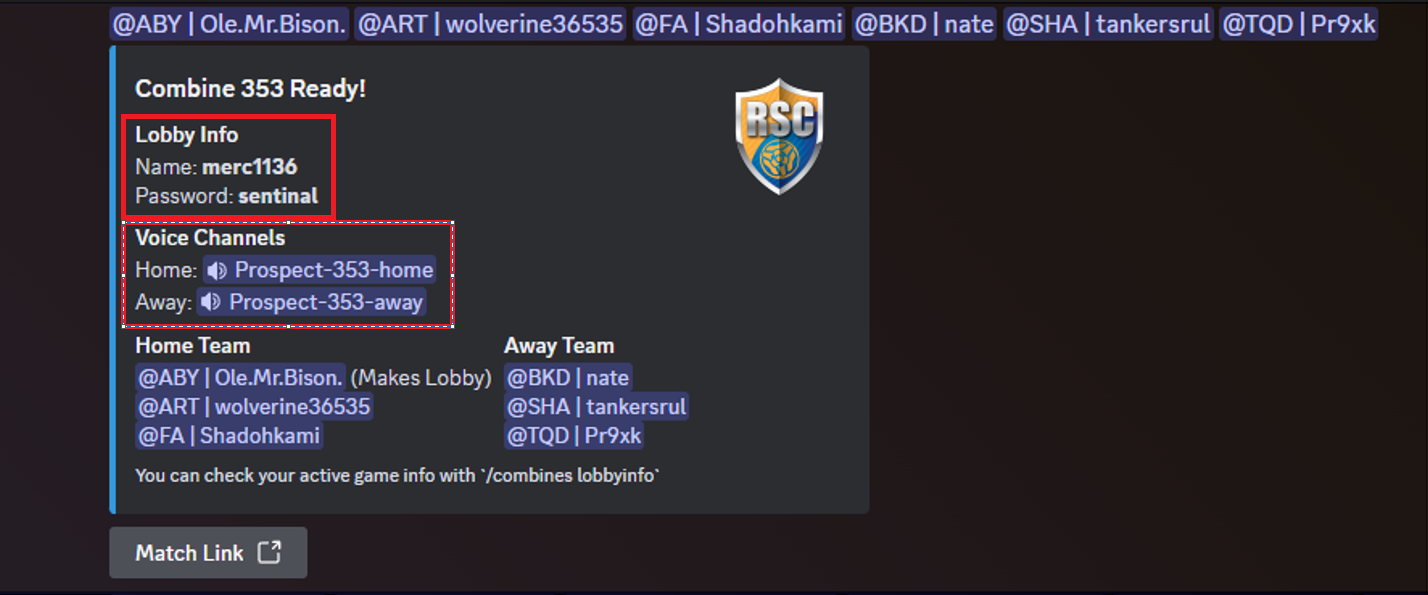 @ABY | Ole.Mr.Bison. @ART | wolverine36535 @FA | Shadohkami @BKD | nate @SHA | tankersrul @TQD | Pr9xk
Combine 353 Ready!
RSC
Lobby Info
Name: merc1136
Password: sentinal
Voice Channels
Home: Prospect-353-home
Away: Prospect-353-away
Home Team
@ABY | Ole.Mr.Bison. (Makes Lobby)
@ART | wolverine36535
@FA | Shadohkami
Away Team
@BKD | nate
@SHA | tankersrul
@TQD | Pr9xk
You can check your active game info with `/combines lobbyinfo`
Match Link